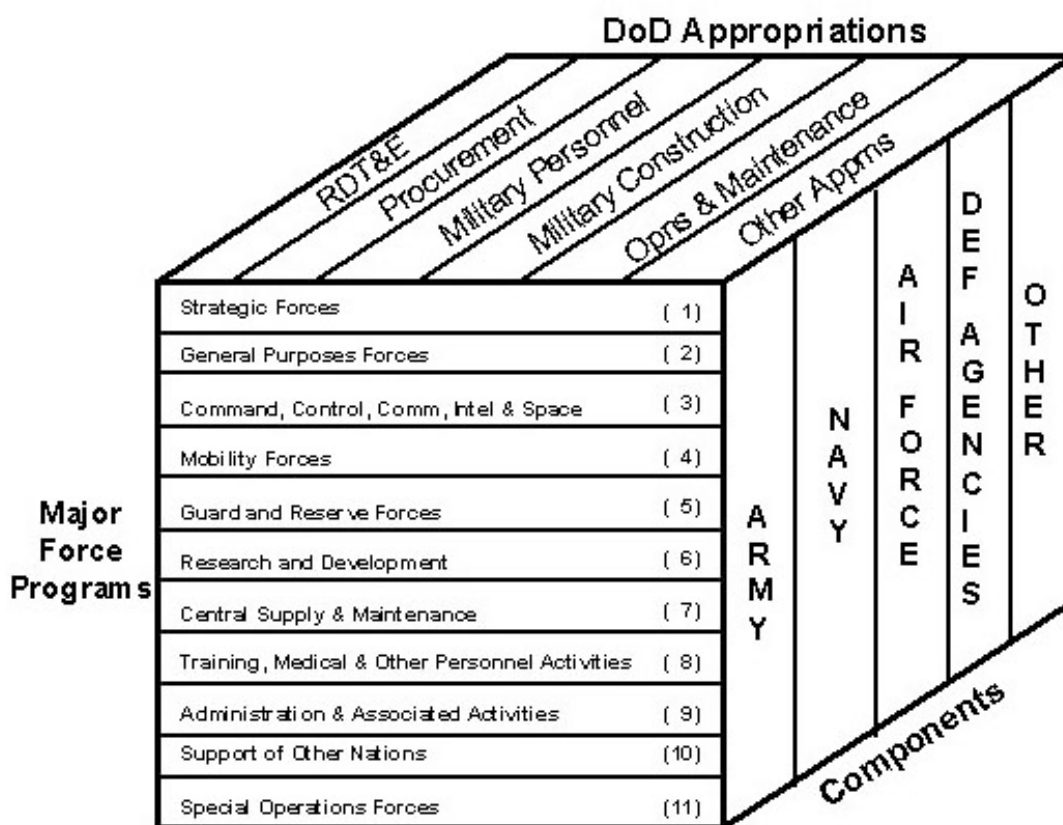 DoD Appropriations
RDT&E
Procurement
Military Personnel
Military Construction
Opns & Maintenance
Other Apprns
Major
Force
Programs
Strategic Forces ( 1)
General Purposes Forces ( 2)
Command, Control, Comm, Intel & Space ( 3)
Mobility Forces ( 4)
Guard and Reserve Forces ( 5)
Research and Development ( 6)
Central Supply & Maintenance ( 7)
Training, Medical & Other Personnel Activities ( 8)
Administration & Associated Activities ( 9)
Support of Other Nations (10)
Special Operations Forces (11)
ARMY
NAVY
AIR FORCE
DEF AGENCIES
OTHER
Components